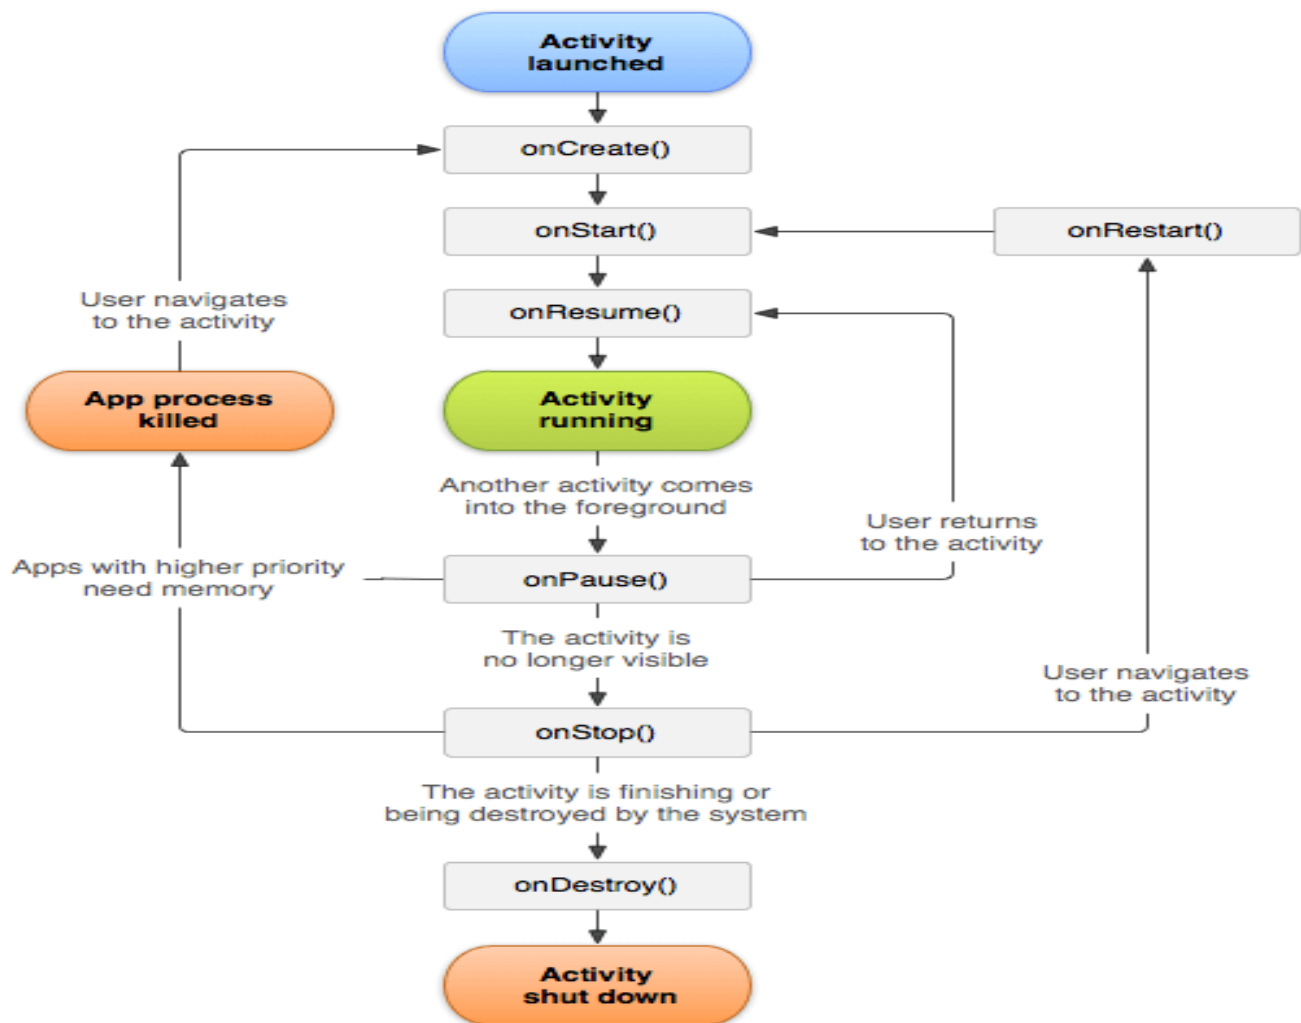 Activity
launched
onCreate()
onStart()
onRestart()
User navigates
to the activity
onResume()
App process
killed
Activity
running
Another activity comes
into the foreground
User returns
to the activity
Apps with higher priority
need memory
onPause()
The activity is
no longer visible
User navigates
to the activity
onStop()
The activity is finishing or
being destroyed by the system
onDestroy()
Activity
shut down